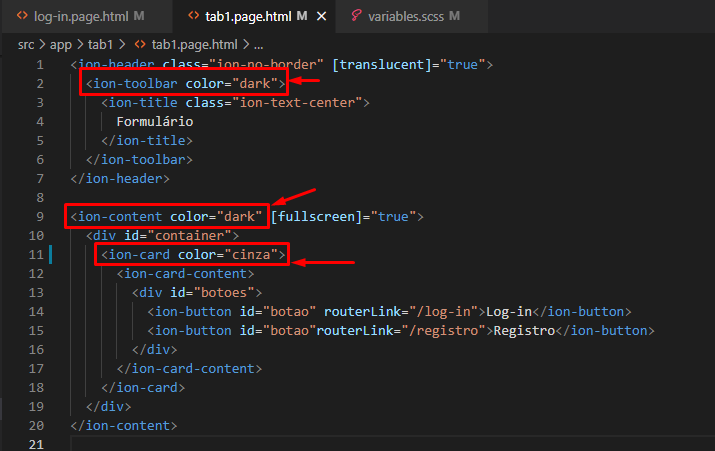 log-in.page.html M
tab1.page.html M
variables.scss M
src > app > tab1 > tab1.page.html > ...
1 <ion-header class="ion-no-border" [translucent]="true">
2 <ion-toolbar color="dark">
3 <ion-title class="ion-text-center">
4 Formulário
5 </ion-title>
6 </ion-toolbar>
7 </ion-header>
8
9 <ion-content color="dark" [fullscreen]="true">
10 <div id="container">
11 <ion-card color="cinza">
12 <ion-card-content>
13 <div id="botoes">
14 <ion-button id="botao" routerLink="/log-in">Log-in</ion-button>
15 <ion-button id="botao"routerLink="/registro">Registro</ion-button>
16 </div>
17 </ion-card-content>
18 </ion-card>
19 </div>
20 </ion-content>
21